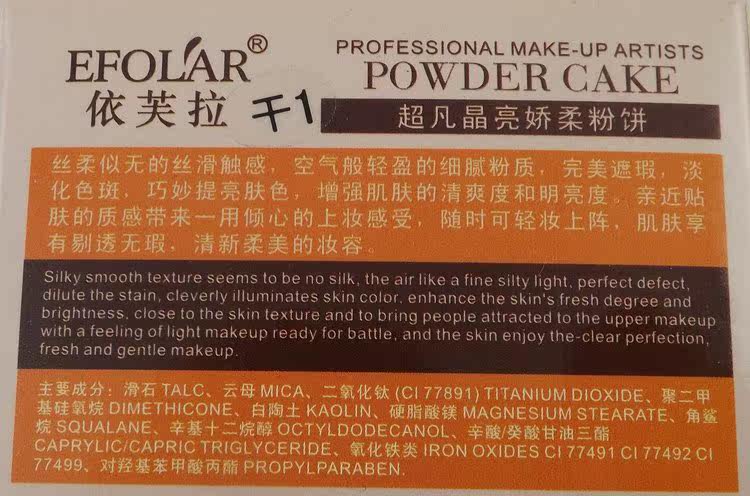 EFOLAR®
依芙拉
干1
PROFESSIONAL MAKE-UP ARTISTS
POWDER CAKE
超凡晶亮娇柔粉饼
丝柔似无的丝滑触感，空气般轻盈的细腻粉质，完美遮瑕，淡
化色斑，巧妙提亮肤色，增强肌肤的清爽度和明亮度。亲近贴
肤的质感带来一用倾心的上妆感受，随时可轻妆上阵，肌肤享
有剔透无瑕，清新柔美的妆容。
Silky smooth texture seems to be no silk, the air like a fine silty light, perfect defect,
dilute the stain, cleverly illuminates skin color, enhance the skin's fresh degree and
brightness, close to the skin texture and to bring people attracted to the upper makeup
with a feeling of light makeup ready for battle, and the skin enjoy the-clear perfection,
fresh and gentle makeup.
主要成分：滑石 TALC、云母 MICA、二氧化钛 (CI 77891) TITANIUM DIOXIDE、聚二甲
基硅氧烷 DIMETHICONE、白陶土 KAOLIN、硬脂酸镁 MAGNESIUM STEARATE、角鲨
烷 SQUALANE、辛基十二烷醇 OCTYLDODECANOL、辛酸/癸酸甘油三酯
CAPRYLIC/CAPRIC TRIGLYCERIDE、氧化铁类 IRON OXIDES CI 77491 CI 77492 CI
77499、对羟基苯甲酸丙酯 PROPYLPARABEN.